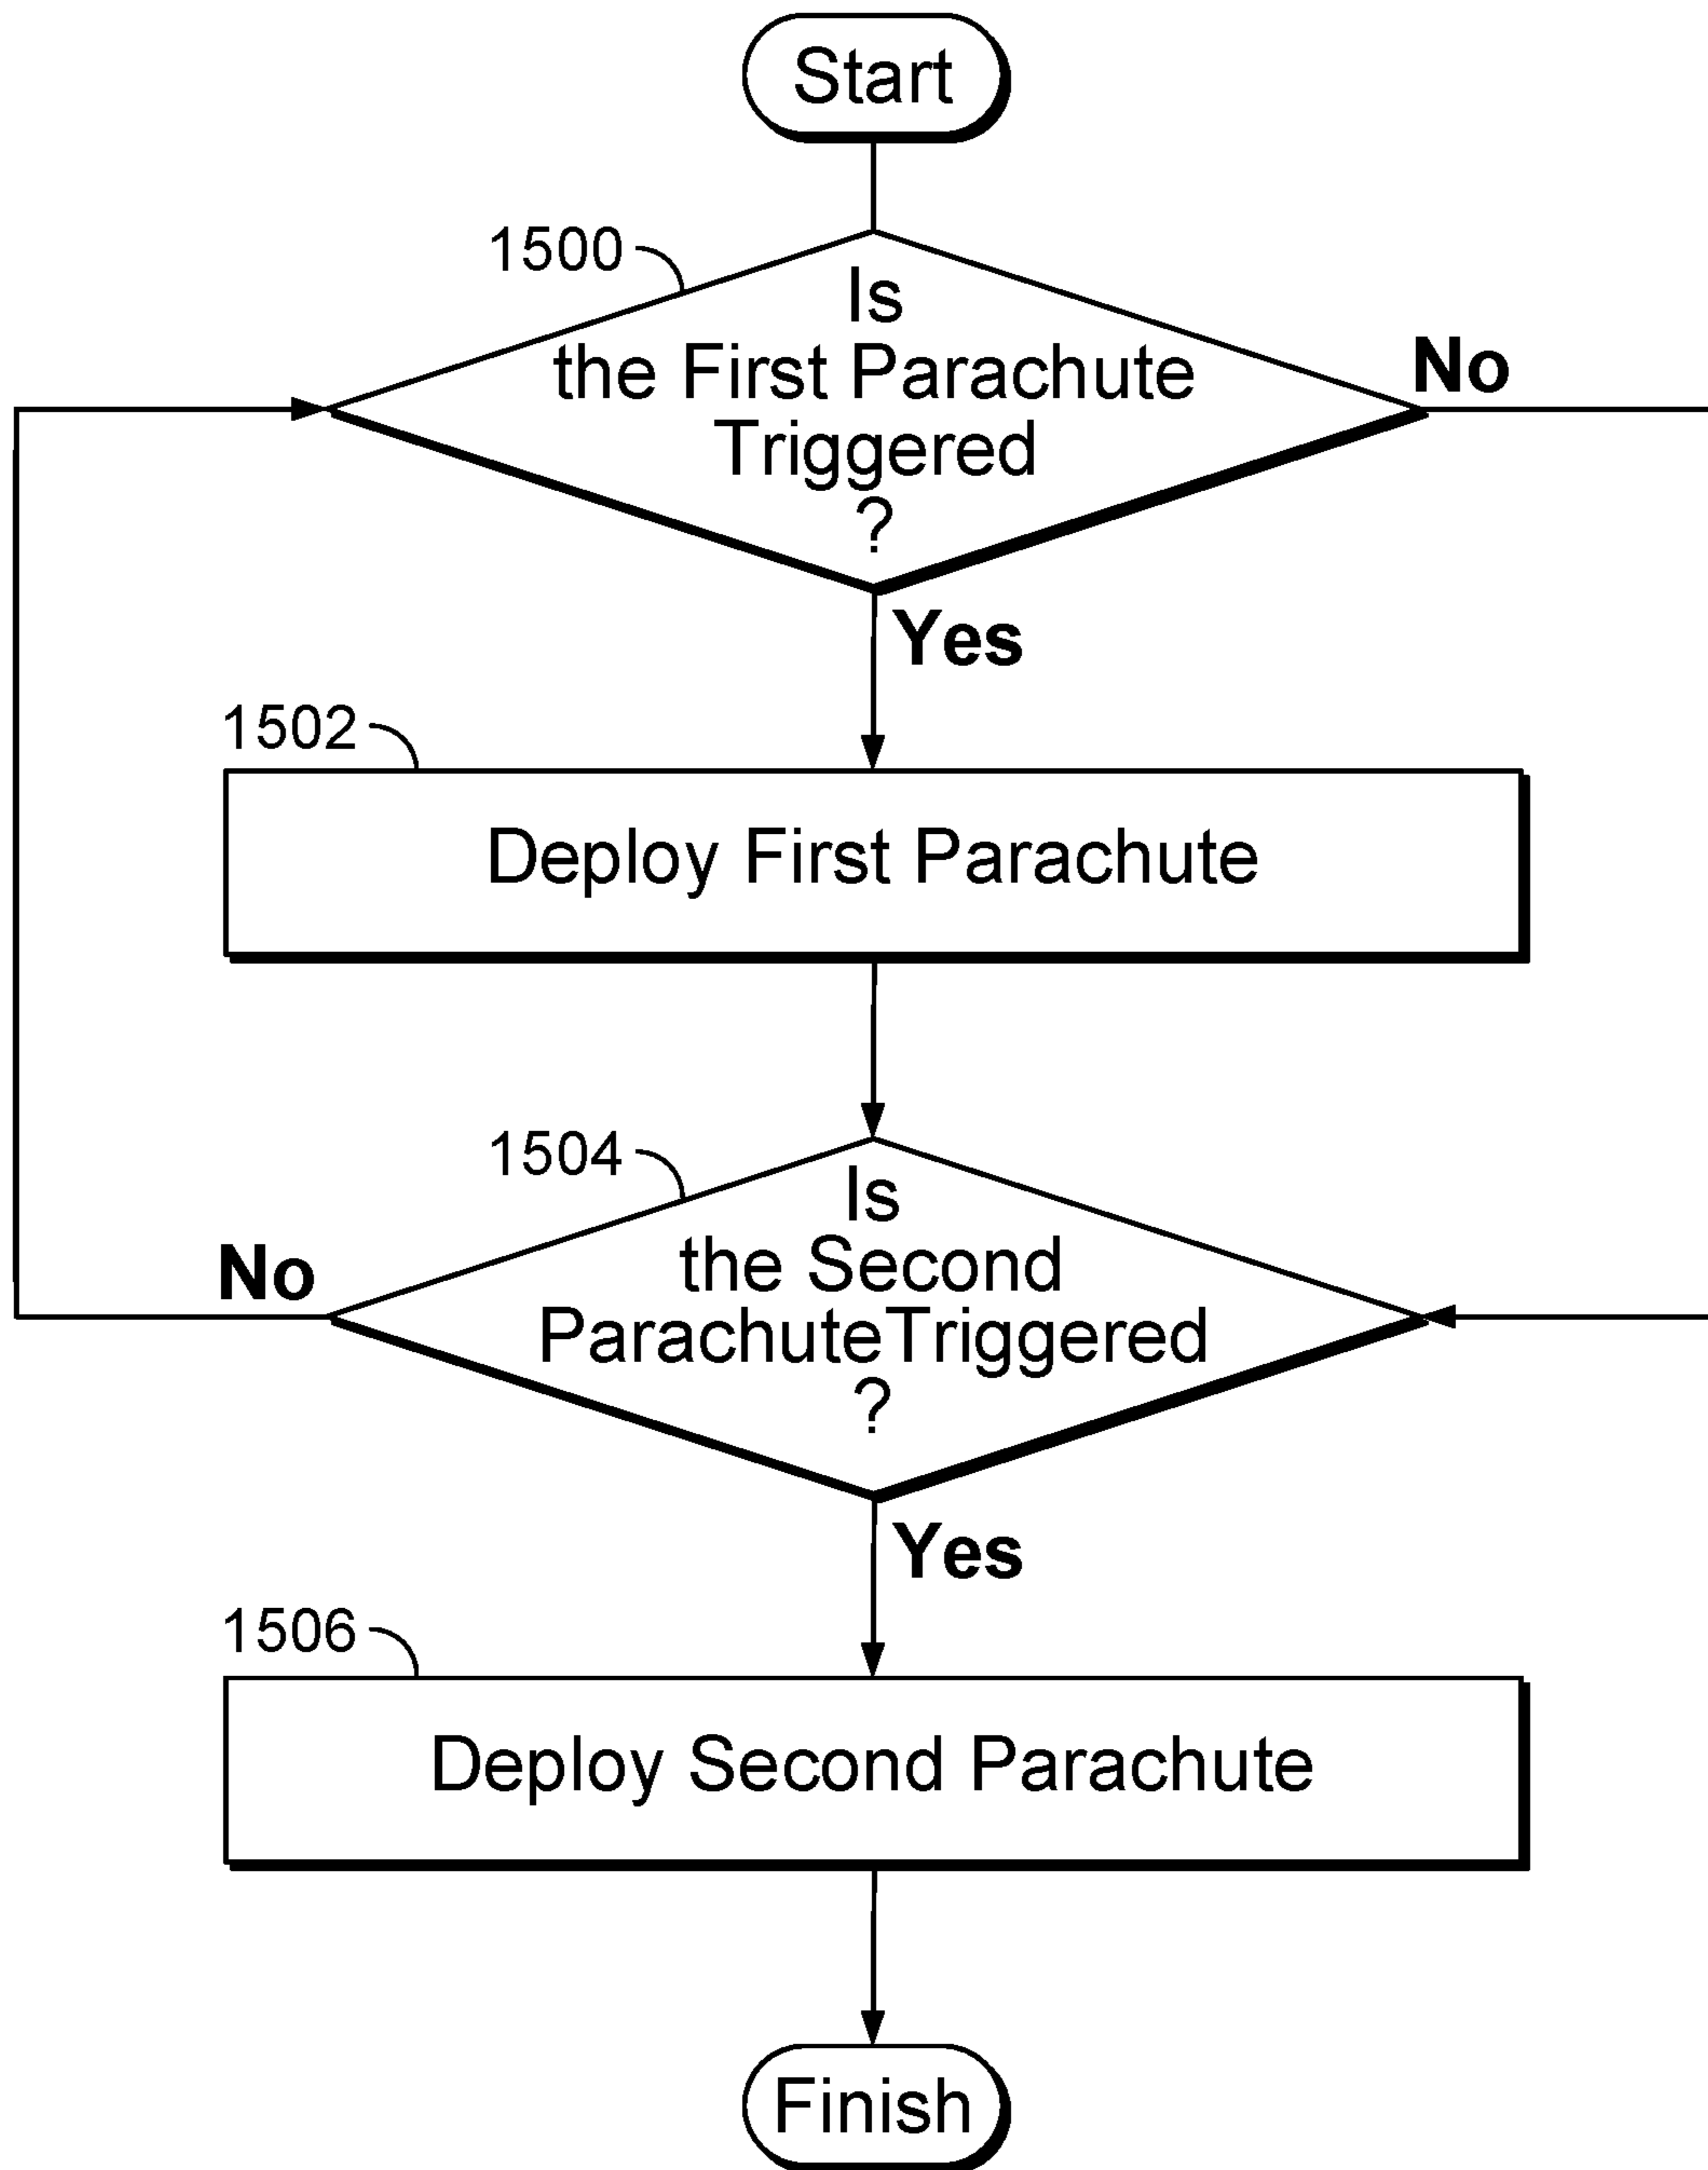 Start
1500
Is
the First Parachute
Triggered
?
No
Yes
1502
Deploy First Parachute
1504
Is
the Second
ParachuteTriggered
?
No
Yes
1506
Deploy Second Parachute
Finish